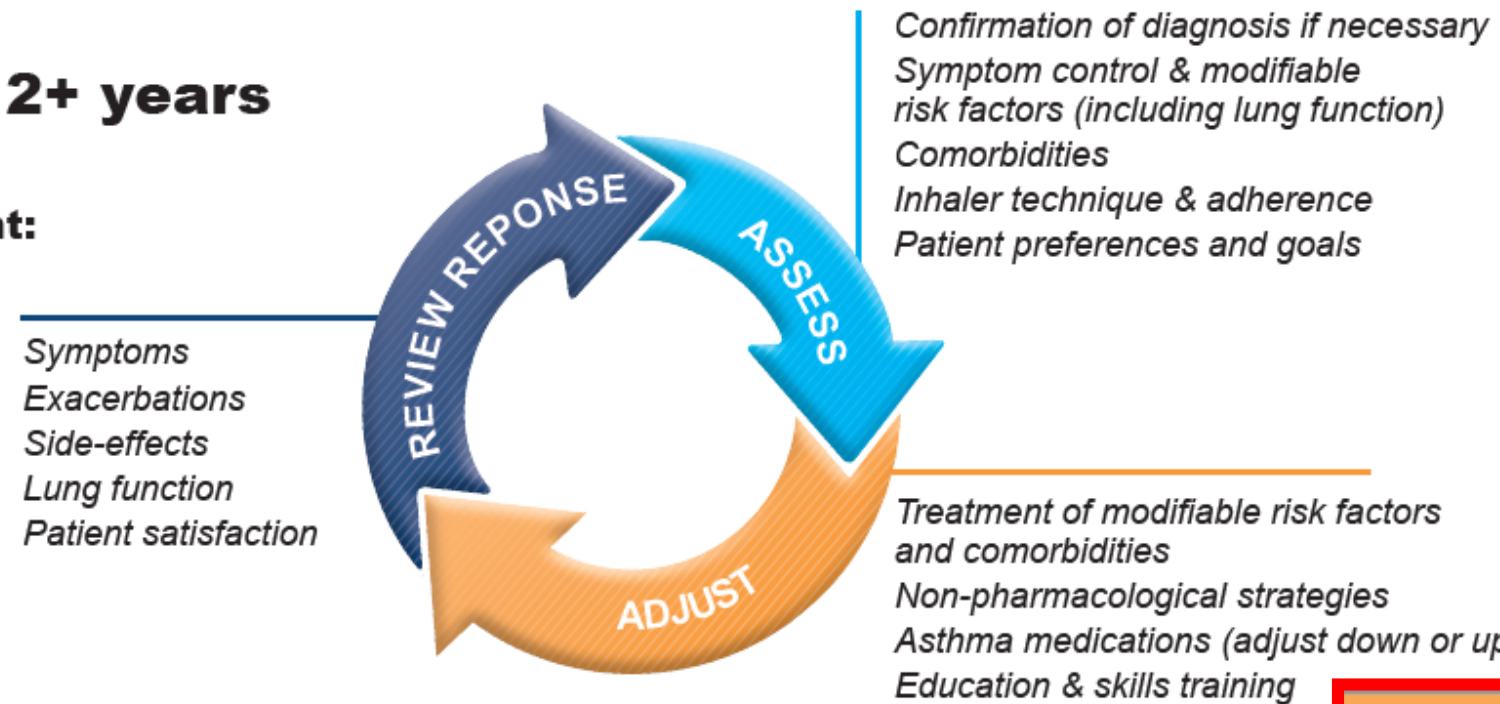 2+ years
nt:
Confirmation of diagnosis if necessary
Symptom control & modifiable
risk factors (including lung function)
Comorbidities
Inhaler technique & adherence
Patient preferences and goals
REVIEW REPONSE
ASSESS
ADJUST
Symptoms
Exacerbations
Side-effects
Lung function
Patient satisfaction
Treatment of modifiable risk factors
and comorbidities
Non-pharmacological strategies
Asthma medications (adjust down or up
Education & skills training